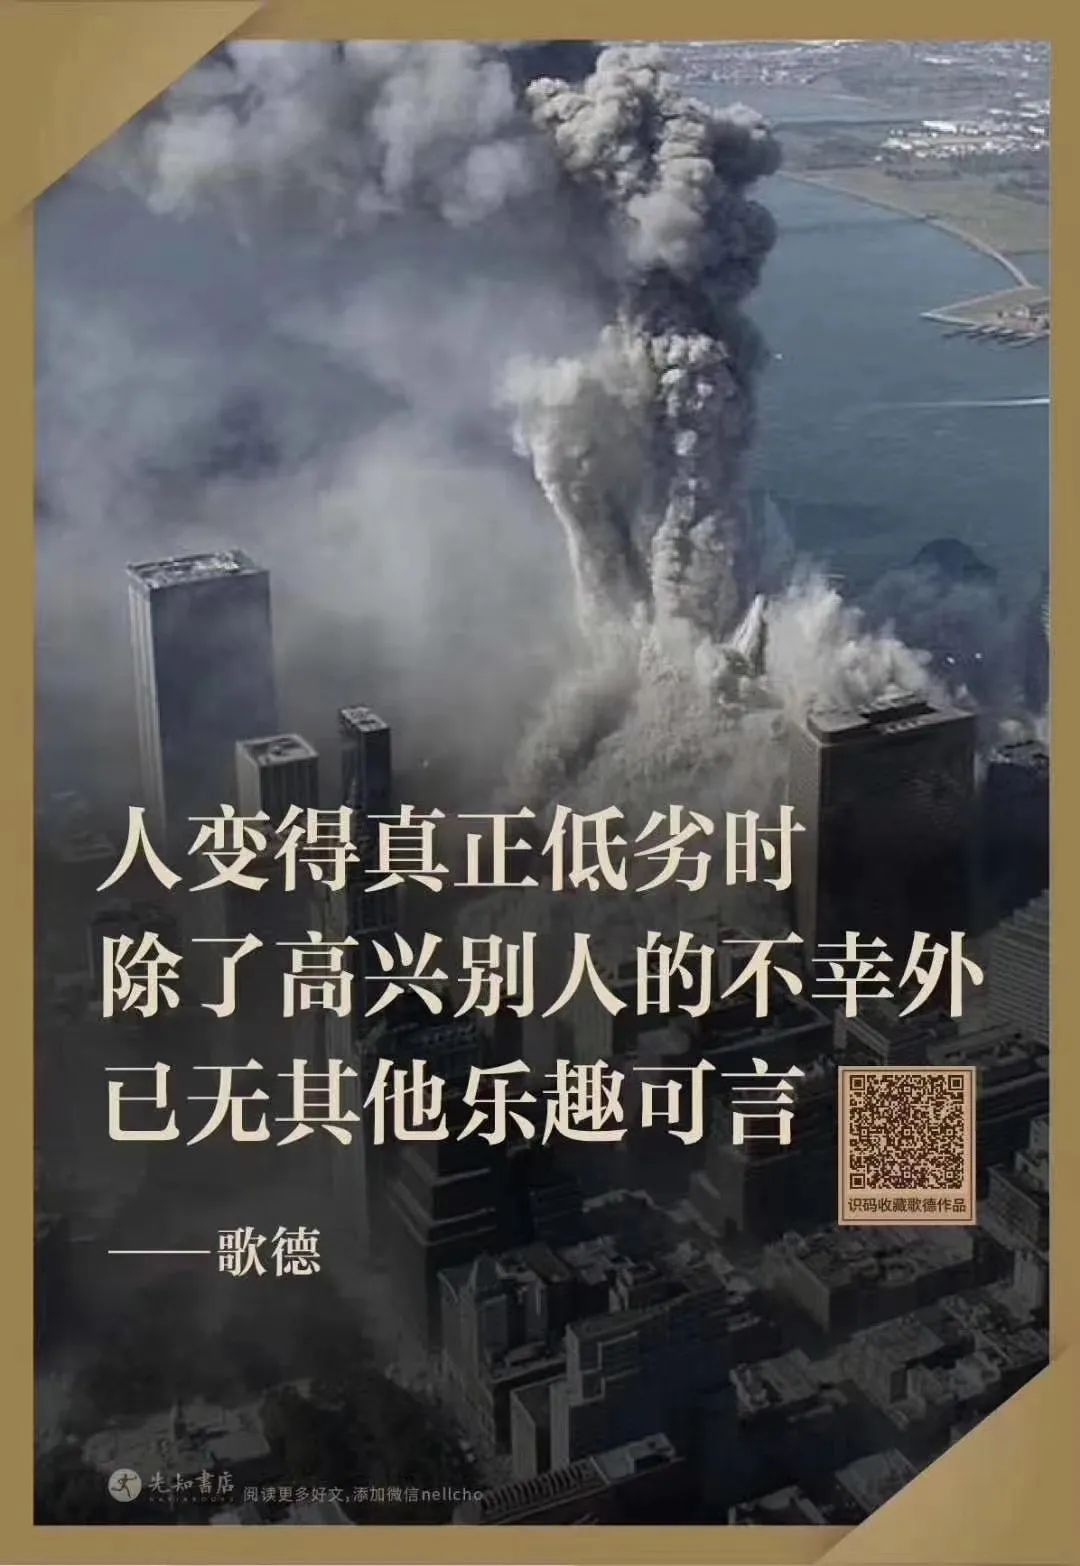 人变得真正低劣时
除了高兴别人的不幸外
已无其他乐趣可言
——歌德
识码收藏歌德作品
先知书店
阅读更多好文,添加微信nellcho